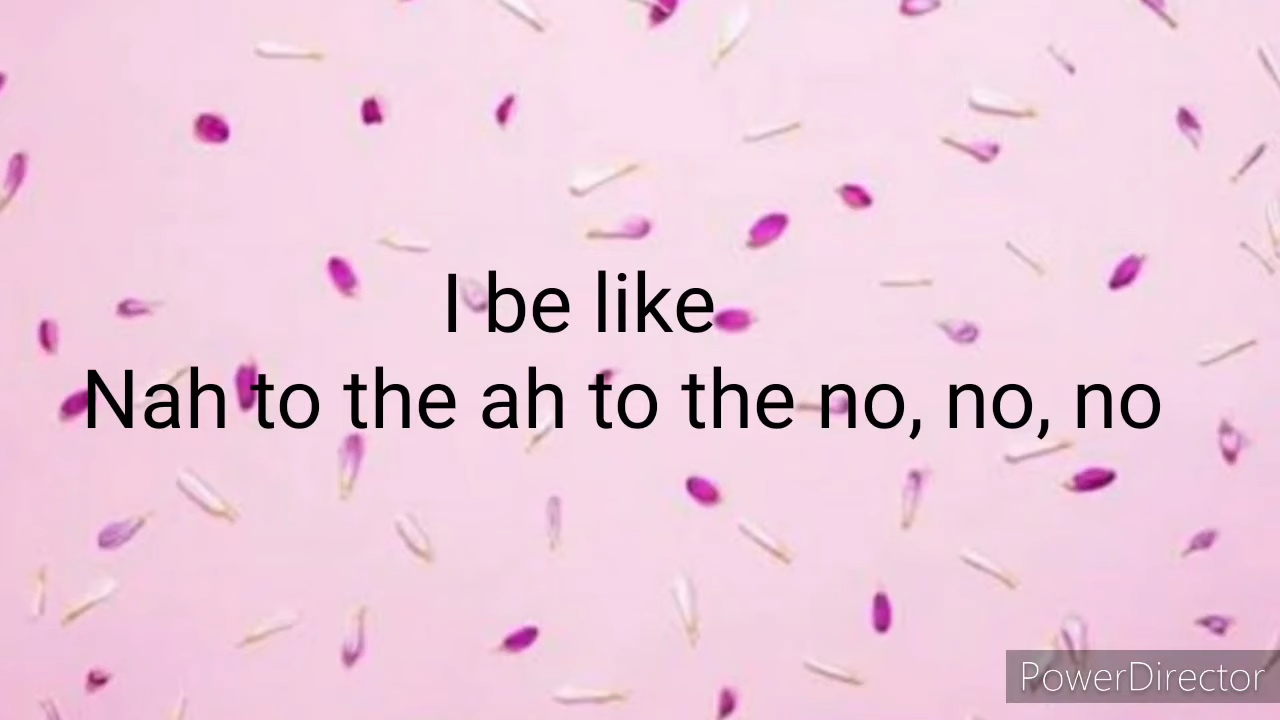 I be like
Nah to the ah to the no, no, no
PowerDirector